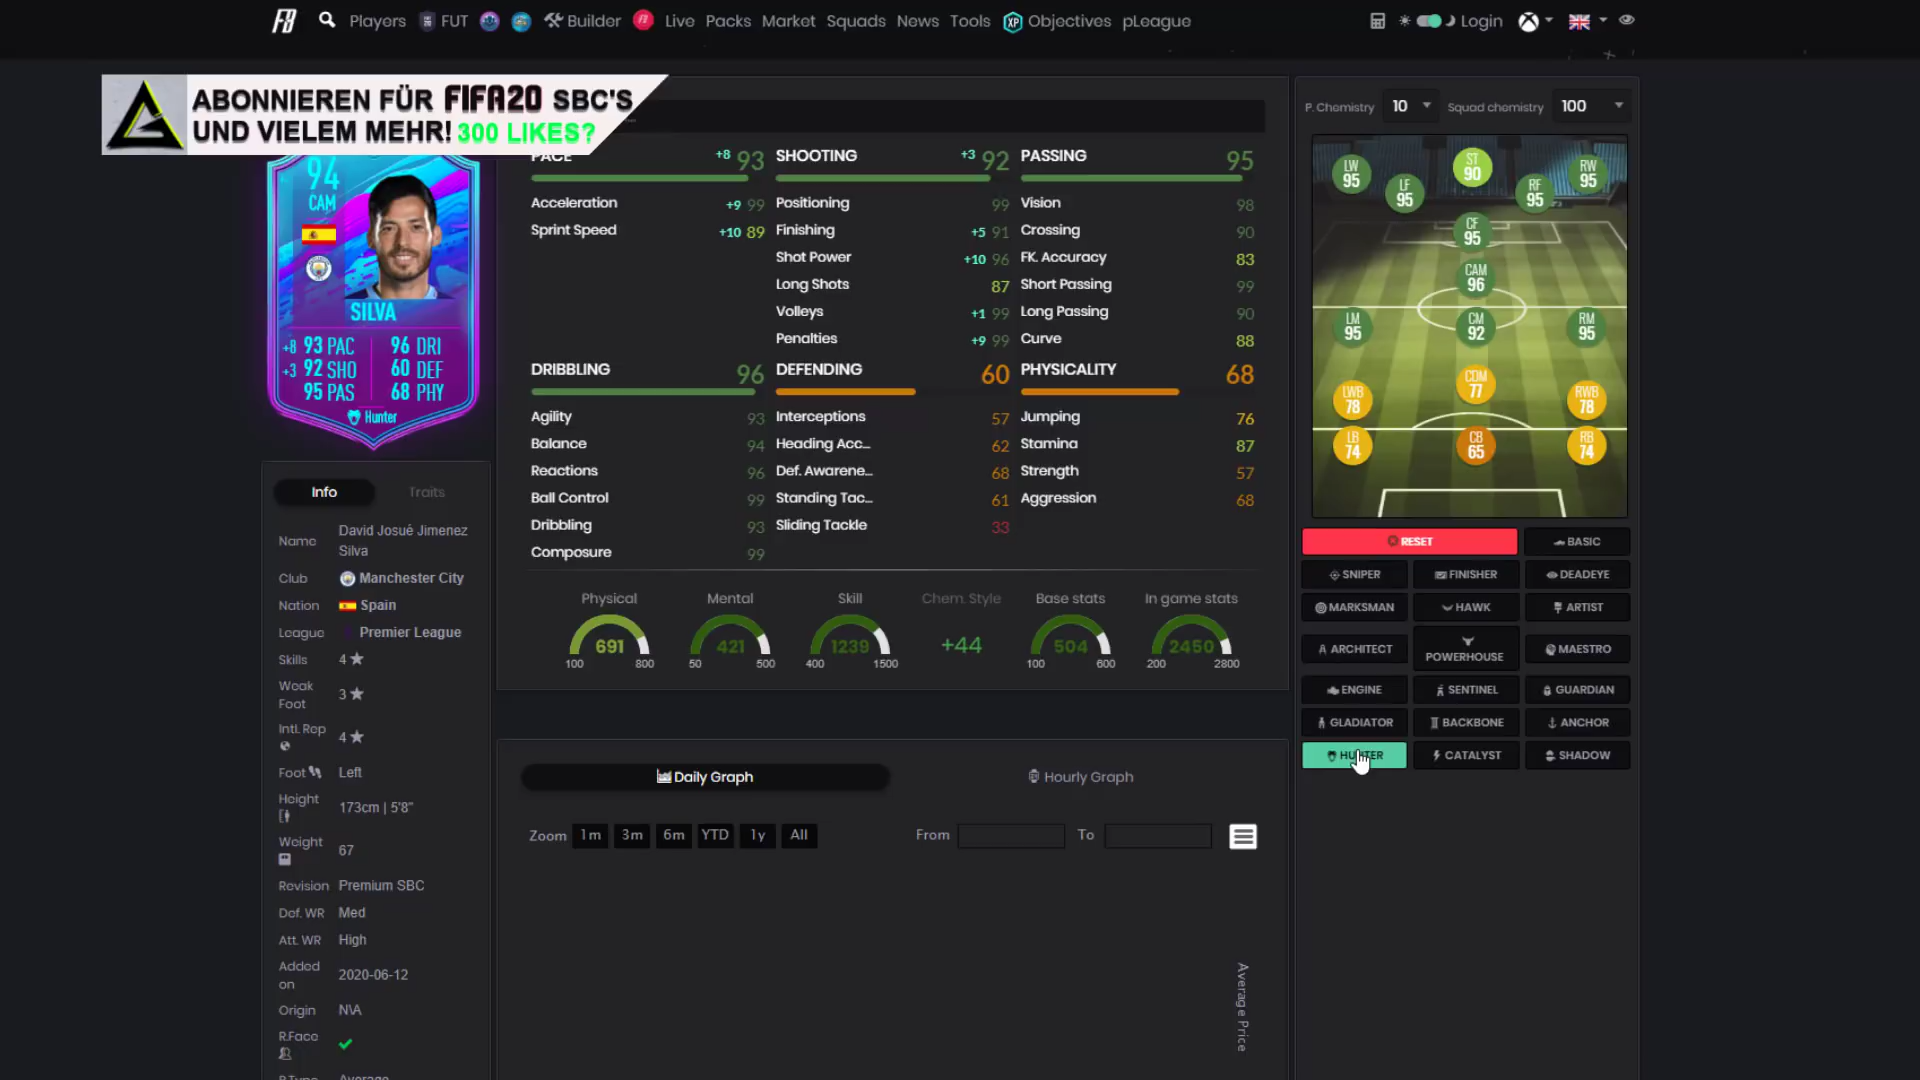 Players
FUT
Builder
Live
Packs
Market
Squads
News
Tools
XP
Objectives
pLeague
Login
ABONNIEREN FÜR FIFA20 SBC'S
UND VIELEM MEHR! 300 LIKES?
94
CAM
SILVA
+8 93 PAC 96 DRI
+3 92 SHO 60 DEF
95 PAS 68 PHY
Hunter
PACE +8 93
Acceleration +9 99
Sprint Speed +10 89
SHOOTING +3 92
Positioning 99
Finishing +5 91
Shot Power +10 96
Long Shots 87
Volleys +1 99
Penalties +9 99
PASSING 95
Vision 98
Crossing 90
FK. Accuracy 83
Short Passing 99
Long Passing 90
Curve 88
DRIBBLING 96
Agility 93
Balance 94
Reactions 96
Ball Control 99
Dribbling 93
Composure 99
DEFENDING 60
Interceptions 57
Heading Acc... 62
Def. Awarene... 68
Standing Tac... 61
Sliding Tackle 33
PHYSICALITY 68
Jumping 76
Stamina 87
Strength 57
Aggression 68
Physical
691
100 800
Mental
421
50 500
Skill
1239
400 1500
Chem. Style
+44
Base stats
504
100 600
In game stats
2450
200 2800
Info
Traits
Name David Josué Jimenez Silva
Club Manchester City
Nation Spain
League Premier League
Skills 4
Weak Foot 3
Intl. Rep 4
Foot Left
Height 173cm | 5'8"
Weight 67
Revision Premium SBC
Def. WR Med
Att. WR High
Added on 2020-06-12
Origin N\A
R.Face
B.Type Average
Daily Graph
Hourly Graph
Zoom 1m 3m 6m YTD 1y All
From
To
Average Price
P. Chemistry 10
Squad chemistry 100
LW 95
ST 90
RW 95
LF 95
RF 95
CF 95
CAM 96
LM 95
CM 92
RM 95
CDM 77
LWB 78
RWB 78
LB 74
CB 65
RB 74
RESET
BASIC
SNIPER
FINISHER
DEADEYE
MARKSMAN
HAWK
ARTIST
ARCHITECT
POWERHOUSE
MAESTRO
ENGINE
SENTINEL
GUARDIAN
GLADIATOR
BACKBONE
ANCHOR
HUNTER
CATALYST
SHADOW